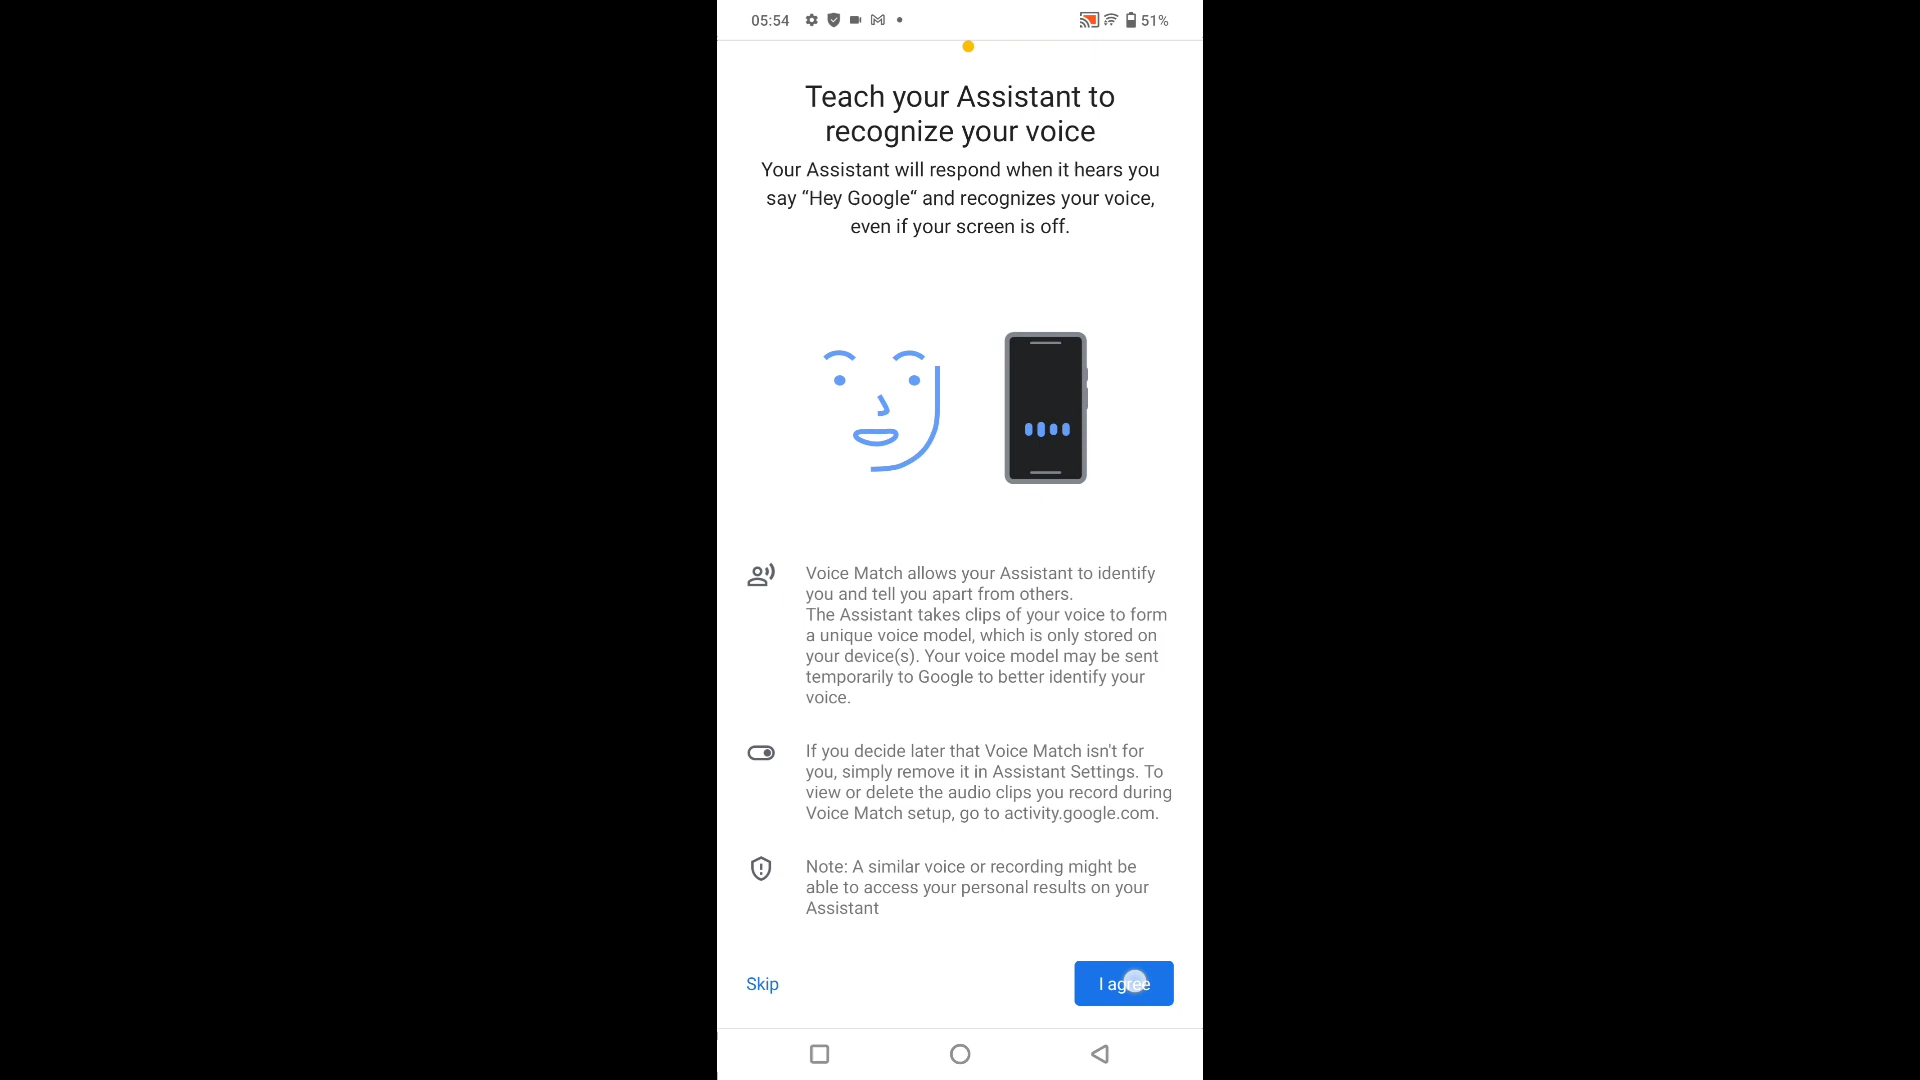 05:54 51%
Teach your Assistant to
recognize your voice
Your Assistant will respond when it hears you
say “Hey Google“ and recognizes your voice,
even if your screen is off.
Voice Match allows your Assistant to identify
you and tell you apart from others.
The Assistant takes clips of your voice to form
a unique voice model, which is only stored on
your device(s). Your voice model may be sent
temporarily to Google to better identify your
voice.
If you decide later that Voice Match isn't for
you, simply remove it in Assistant Settings. To
view or delete the audio clips you record during
Voice Match setup, go to activity.google.com.
Note: A similar voice or recording might be
able to access your personal results on your
Assistant
Skip I agree